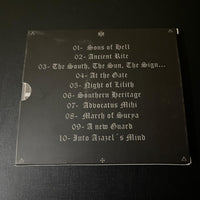 01- Sons of Hell
02- Ancient Rite
03- The South, The Sun, The Sign...
04- At the Gate
05- Night of Lilith
06- Southern Heritage
07- Advocatus Mihi
08- March of Surya
09- A new Guard
10- Into Azazel´s Mind